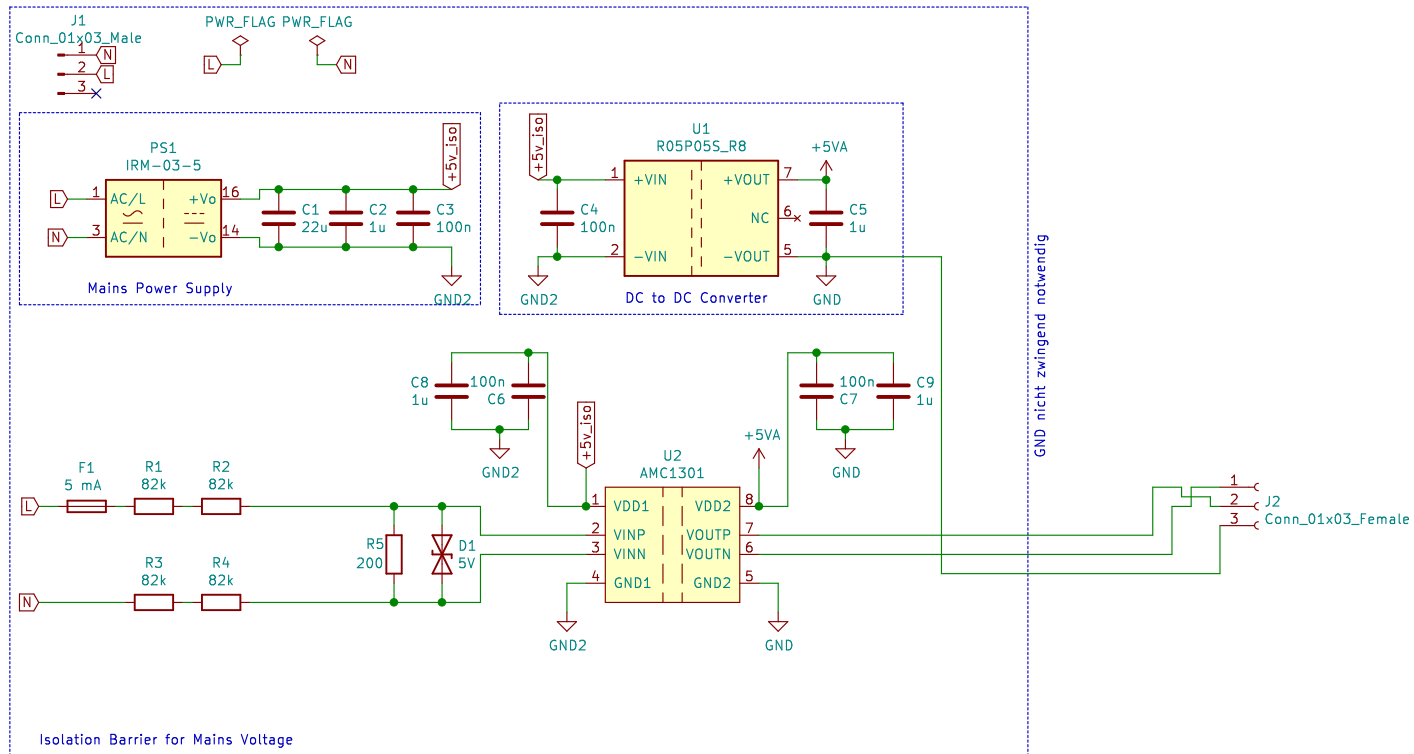 J1
Conn_01x03_Male
1
N
2
L
3
PWR_FLAG PWR_FLAG
L
N
PS1
IRM-03-5
L
1
AC/L
+Vo
16
N
3
AC/N
-Vo
14
C1
22u
C2
1u
C3
100n
+5v_iso
GND2
Mains Power Supply
+5v_iso
U1
R05P05S_R8
+5VA
1
+VIN
+VOUT
7
C4
100n
NC
6
C5
1u
2
-VIN
-VOUT
5
GND2
DC to DC Converter
GND
GND nicht zwingend notwendig
C8
1u
100n
C6
GND2
+5v_iso
100n
C7
C9
1u
GND
+5VA
U2
AMC1301
F1
5 mA
R1
82k
R2
82k
L
R5
200
D1
5V
R3
82k
R4
82k
N
1
VDD1
VDD2
8
2
VINP
VOUTP
7
3
VINN
VOUTN
6
4
GND1
GND2
5
GND2
GND
1
2
3
J2
Conn_01x03_Female
Isolation Barrier for Mains Voltage